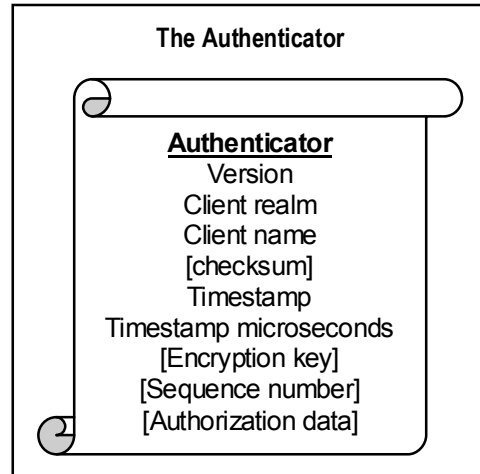 The Authenticator
Authenticator
Version
Client realm
Client name
[checksum]
Timestamp
Timestamp microseconds
[Encryption key]
[Sequence number]
[Authorization data]